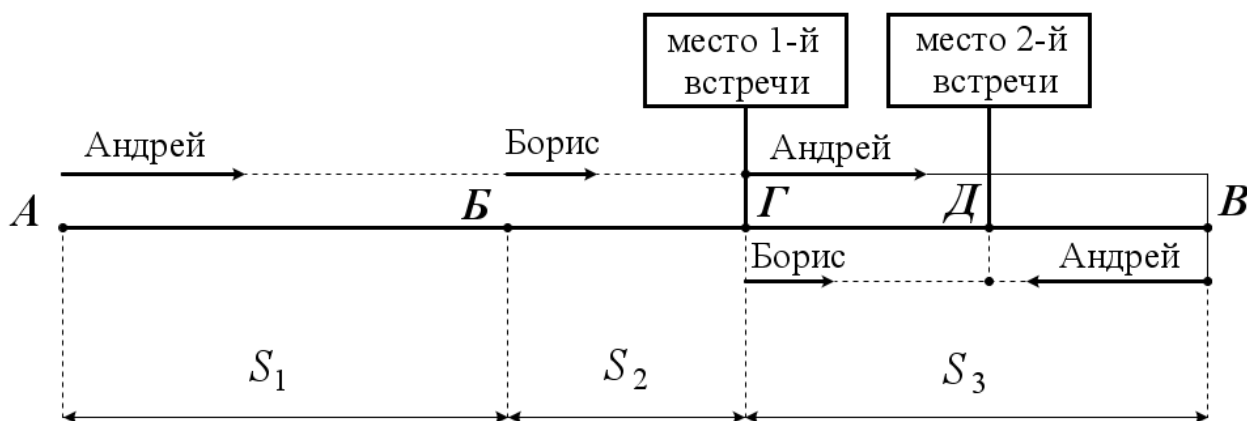 место 1-й
встречи
место 2-й
встречи
Андрей
Борис
Андрей
А
Б
Г
Д
В
Борис
Андрей
S1
S2
S3